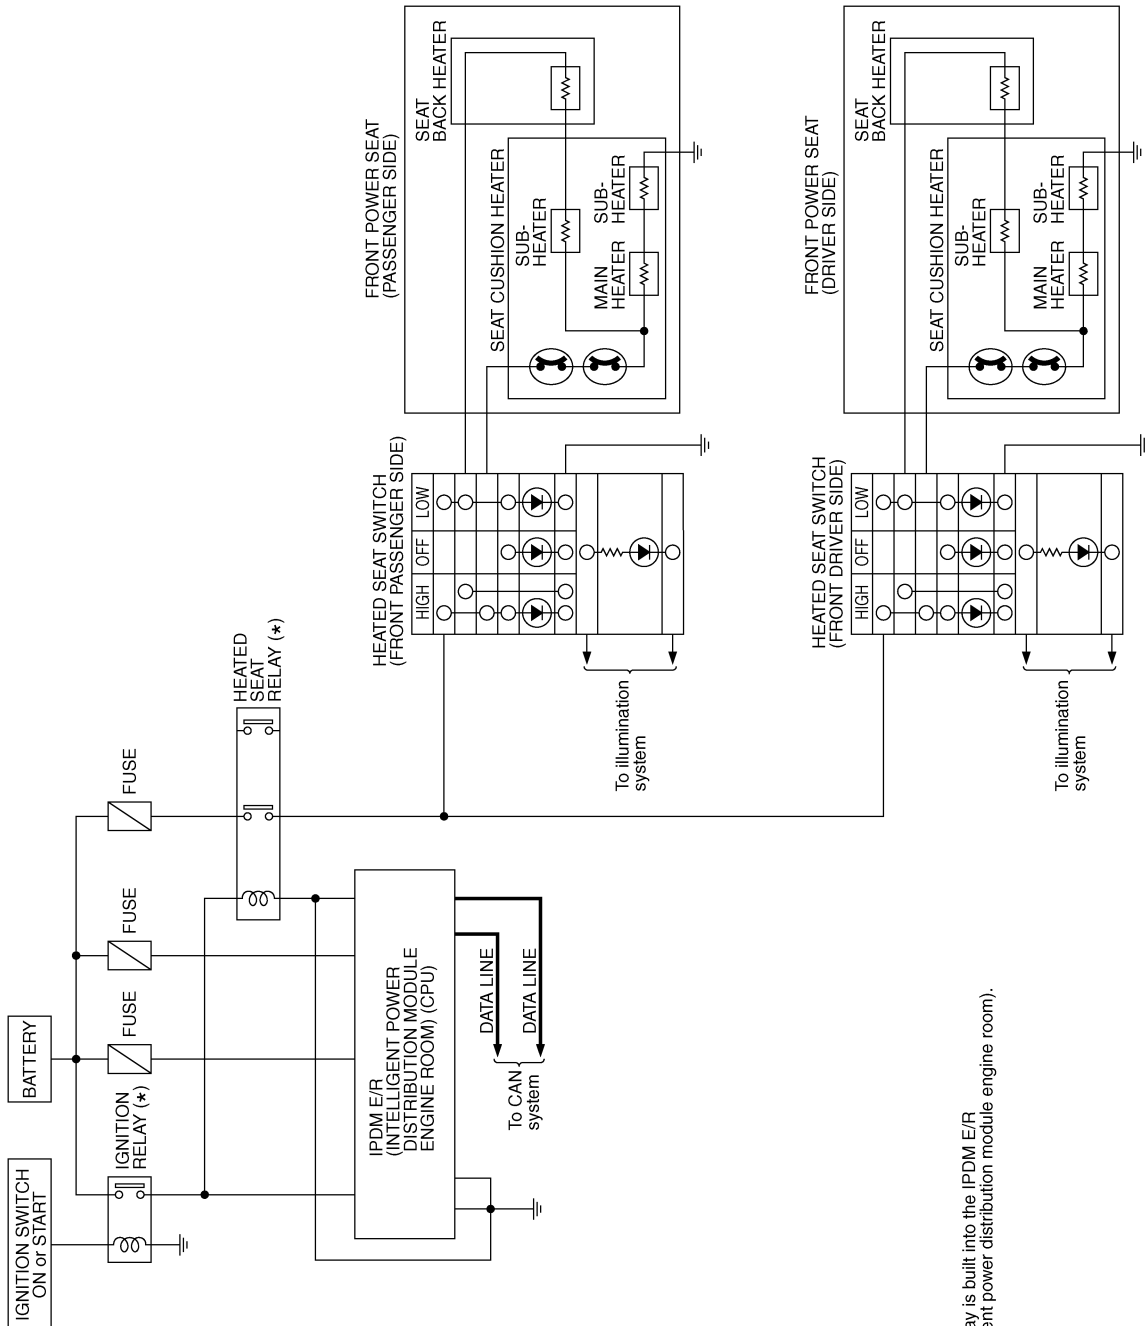 IGNITION SWITCH
ON or START
BATTERY
IGNITION
RELAY (*)
FUSE
FUSE
FUSE
HEATED
SEAT
RELAY (*)
IPDM E/R
(INTELLIGENT POWER
DISTRIBUTION MODULE
ENGINE ROOM) (CPU)
DATA LINE
DATA LINE
To CAN
system
HEATED SEAT SWITCH
(FRONT PASSENGER SIDE)
HIGH
OFF
LOW
To illumination
system
FRONT POWER SEAT
(PASSENGER SIDE)
SEAT
BACK HEATER
SEAT CUSHION HEATER
SUB-
HEATER
MAIN
HEATER
SUB-
HEATER
HEATED SEAT SWITCH
(FRONT DRIVER SIDE)
HIGH
OFF
LOW
To illumination
system
FRONT POWER SEAT
(DRIVER SIDE)
SEAT
BACK HEATER
SEAT CUSHION HEATER
SUB-
HEATER
MAIN
HEATER
SUB-
HEATER
is built into the IPDM E/R
power distribution module engine room).